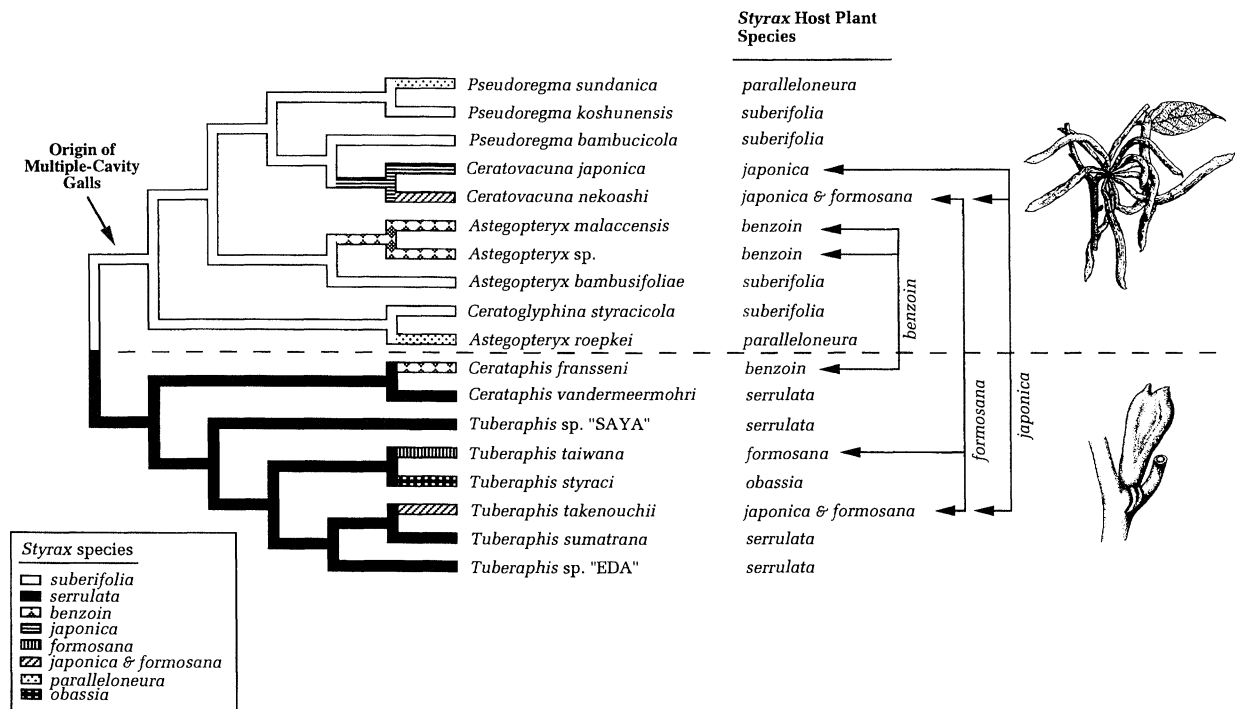 Styrax Host Plant
Species
Origin of
Multiple-Cavity
Galls
Pseudoregma sundanica paralleloneura
Pseudoregma koshunensis suberifolia
Pseudoregma bambucicola suberifolia
Ceratovacuna japonica japonica
Ceratovacuna nekoashi japonica & formosana
Astegopteryx malaccensis benzoin
Astegopteryx sp. benzoin
Astegopteryx bambusifoliae suberifolia
Ceratoglyphina styracicola suberifolia
Astegopteryx roepkei paralleloneura
Cerataphis fransseni benzoin
Cerataphis vandermeermohri serrulata
Tuberaphis sp. "SAYA" serrulata
Tuberaphis taiwana formosana
Tuberaphis styraci obassia
Tuberaphis takenouchii japonica & formosana
Tuberaphis sumatrana serrulata
Tuberaphis sp. "EDA" serrulata
benzoin
formosana
japonica
Styrax species
suberifolia
serrulata
benzoin
japonica
formosana
japonica & formosana
paralleloneura
obassia